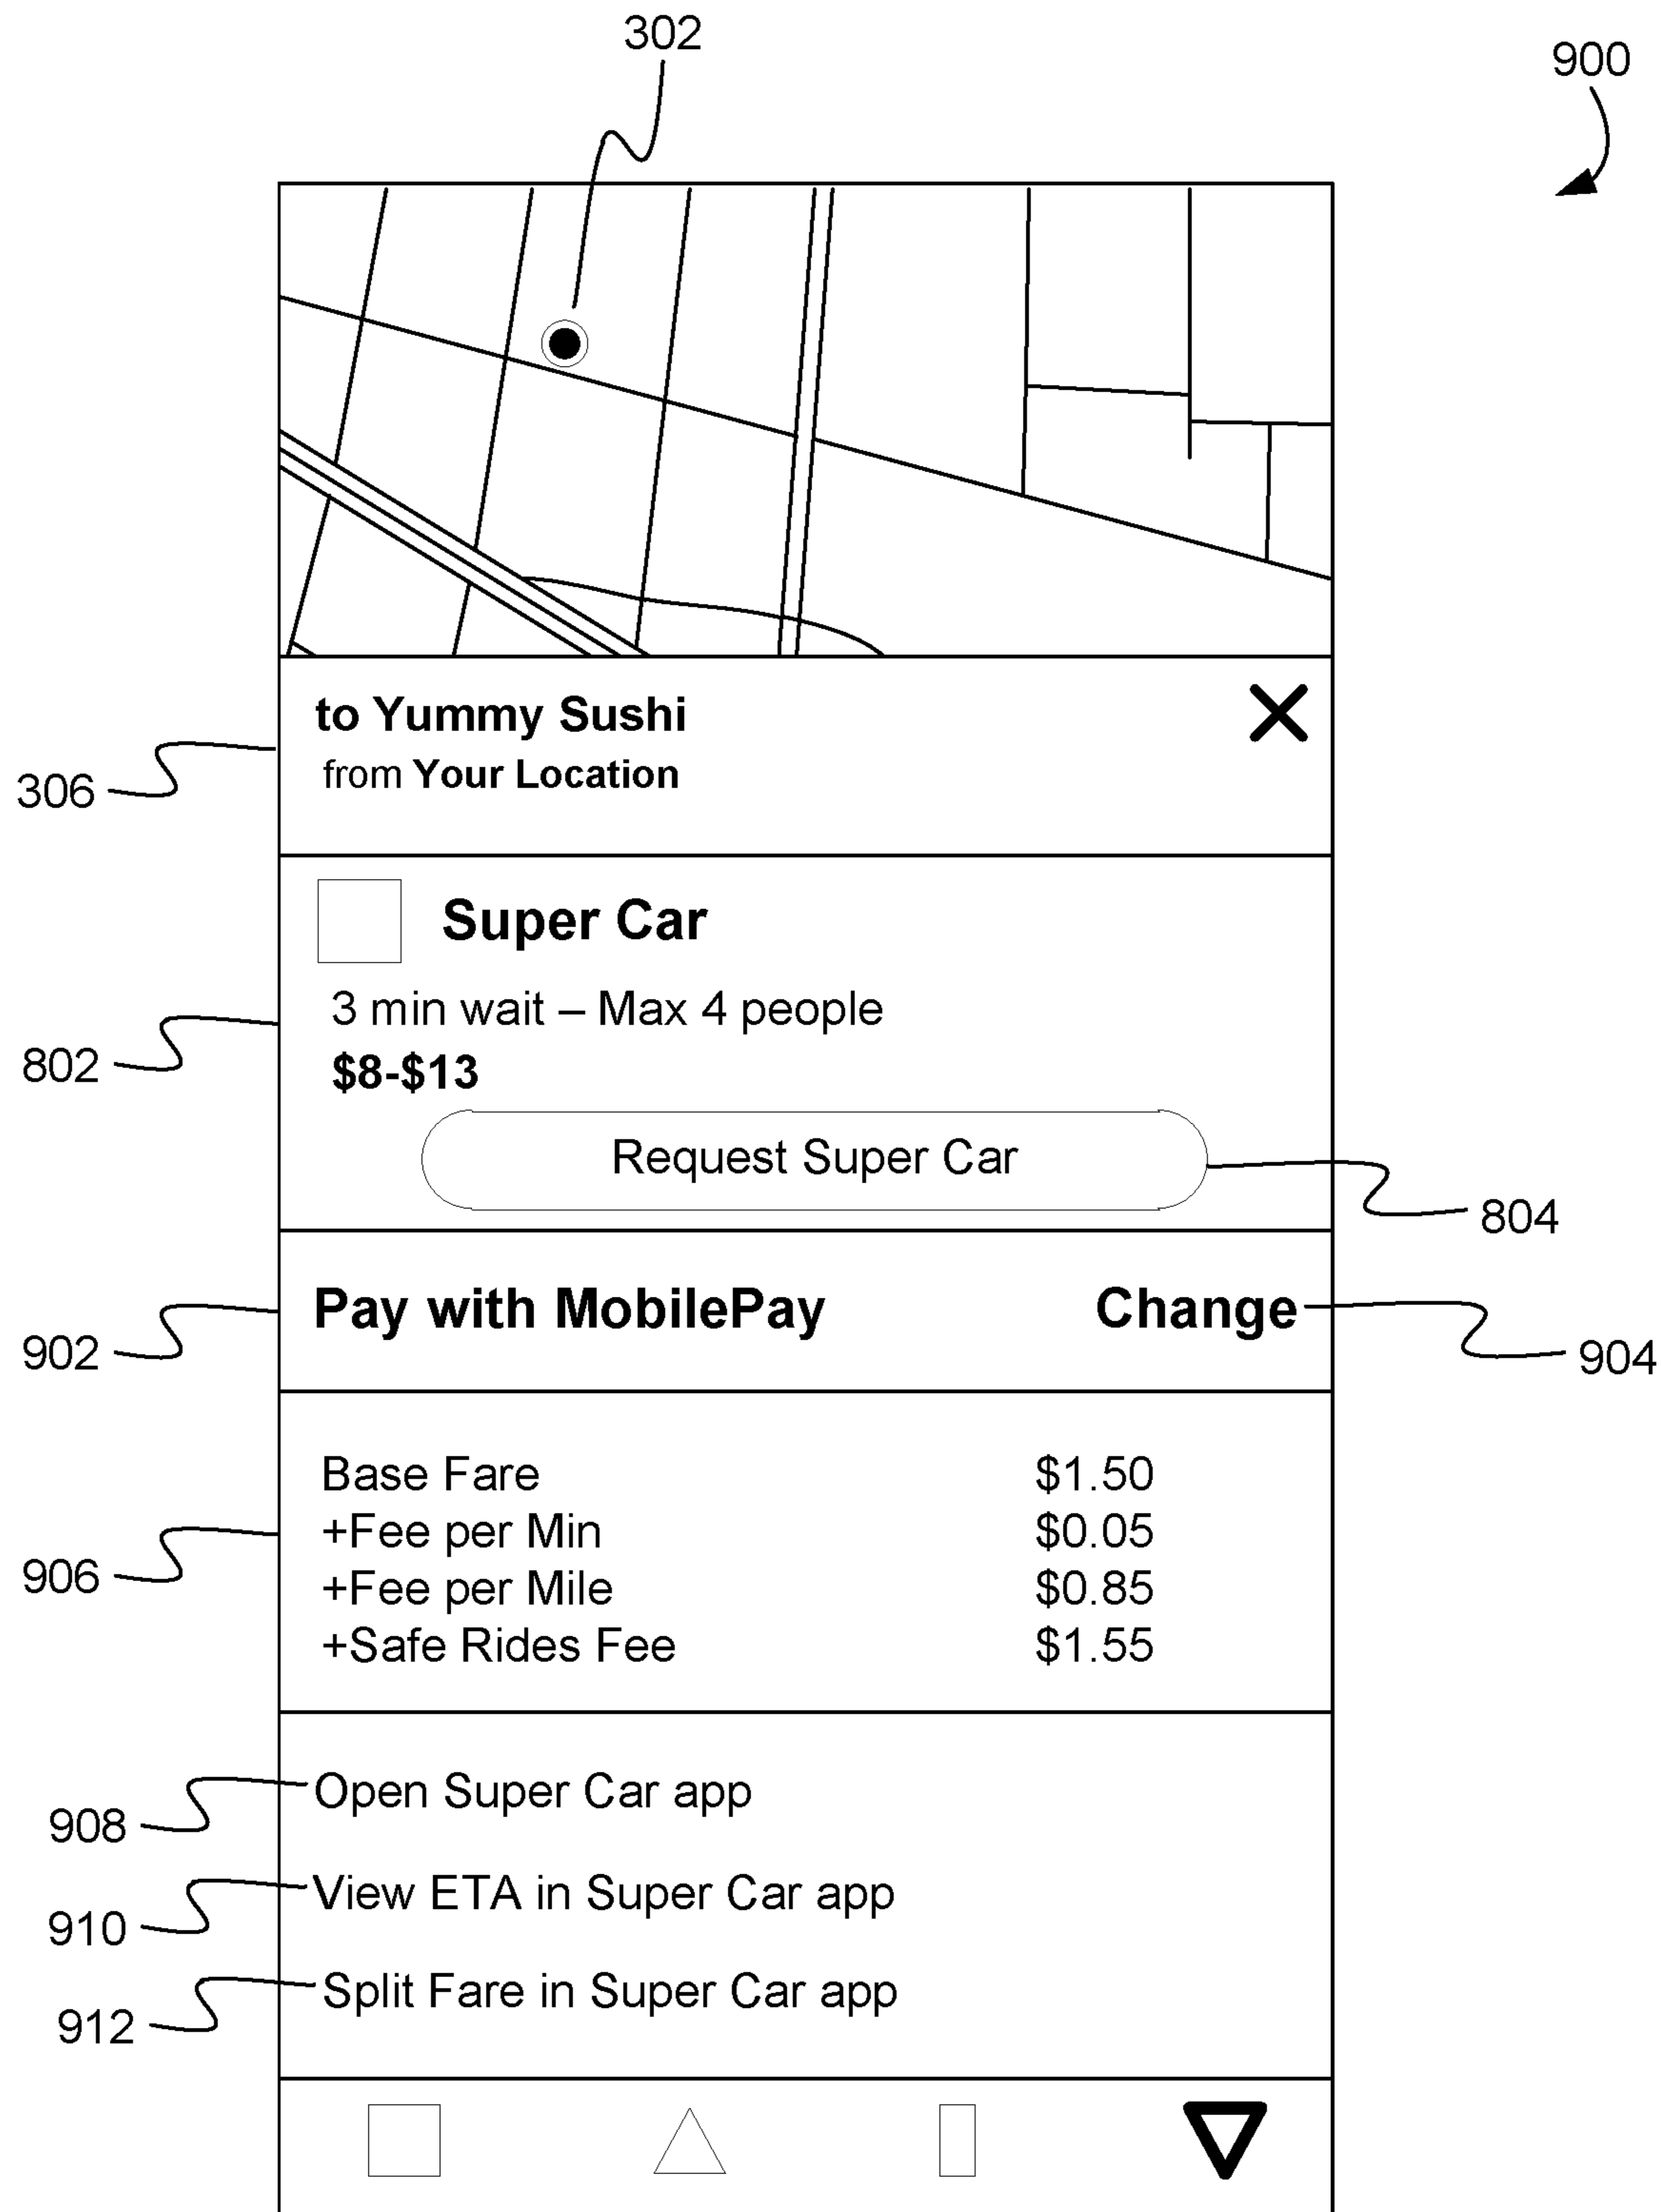 302
900
to Yummy Sushi
from Your Location
306
Super Car
3 min wait – Max 4 people
802
$8-$13
Request Super Car
804
Pay with MobilePay Change
902
904
Base Fare $1.50
+Fee per Min $0.05
906
+Fee per Mile $0.85
+Safe Rides Fee $1.55
Open Super Car app
908
View ETA in Super Car app
910
Split Fare in Super Car app
912